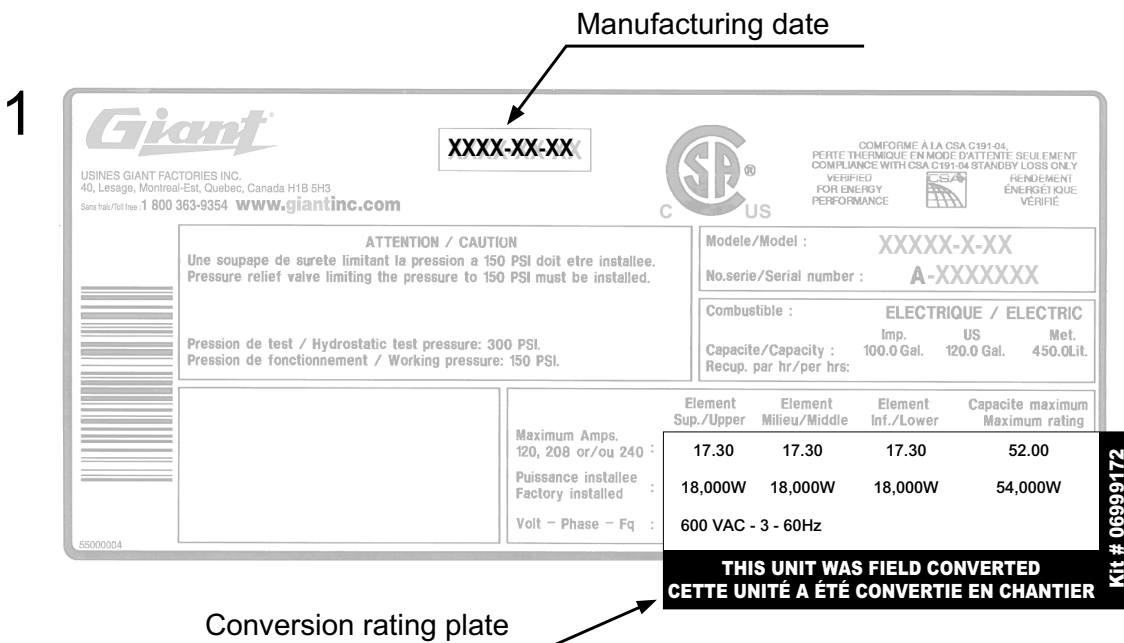 Manufacturing date
1
Giant
XXXX-XX-XX
USINES GIANT FACTORIES INC.
40, Lesage, Montreal-Est, Quebec, Canada H1B 5H3
Sans frais/Toll free :1 800 363-9354 www.giantinc.com
SA
®
C US
COMFORME À LA CSA C191-04,
PERTE THERMIQUE EN MODE D'ATTENTE SEULEMENT
COMPLIANCE WITH CSA C191-04 STANDBY LOSS ONLY
VERIFIED
FOR ENERGY
PERFORMANCE
CSA
RENDEMENT
ÉNERGÉTIQUE
VÉRIFIÉ
ATTENTION / CAUTION
Une soupape de surete limitant la pression a 150 PSI doit etre installee.
Pressure relief valve limiting the pressure to 150 PSI must be installed.
Pression de test / Hydrostatic test pressure: 300 PSI.
Pression de fonctionnement / Working pressure: 150 PSI.
Modele/Model : XXXXX-X-XX
No.serie/Serial number : A-XXXXXXX
Combustible : ELECTRIQUE / ELECTRIC
Imp. US Met.
Capacite/Capacity : 100.0 Gal. 120.0 Gal. 450.0Lit.
Recup. par hr/per hrs:
Element Element Element Capacite maximum
Sup./Upper Milieu/Middle Inf./Lower Maximum rating
Maximum Amps.
120, 208 or/ou 240 : 17.30 17.30 17.30 52.00
Puissance installee
Factory installed : 18,000W 18,000W 18,000W 54,000W
Volt - Phase - Fq : 600 VAC - 3 - 60Hz
THIS UNIT WAS FIELD CONVERTED
CETTE UNITÉ A ÉTÉ CONVERTIE EN CHANTIER
Kit # 06999172
55000004
Conversion rating plate